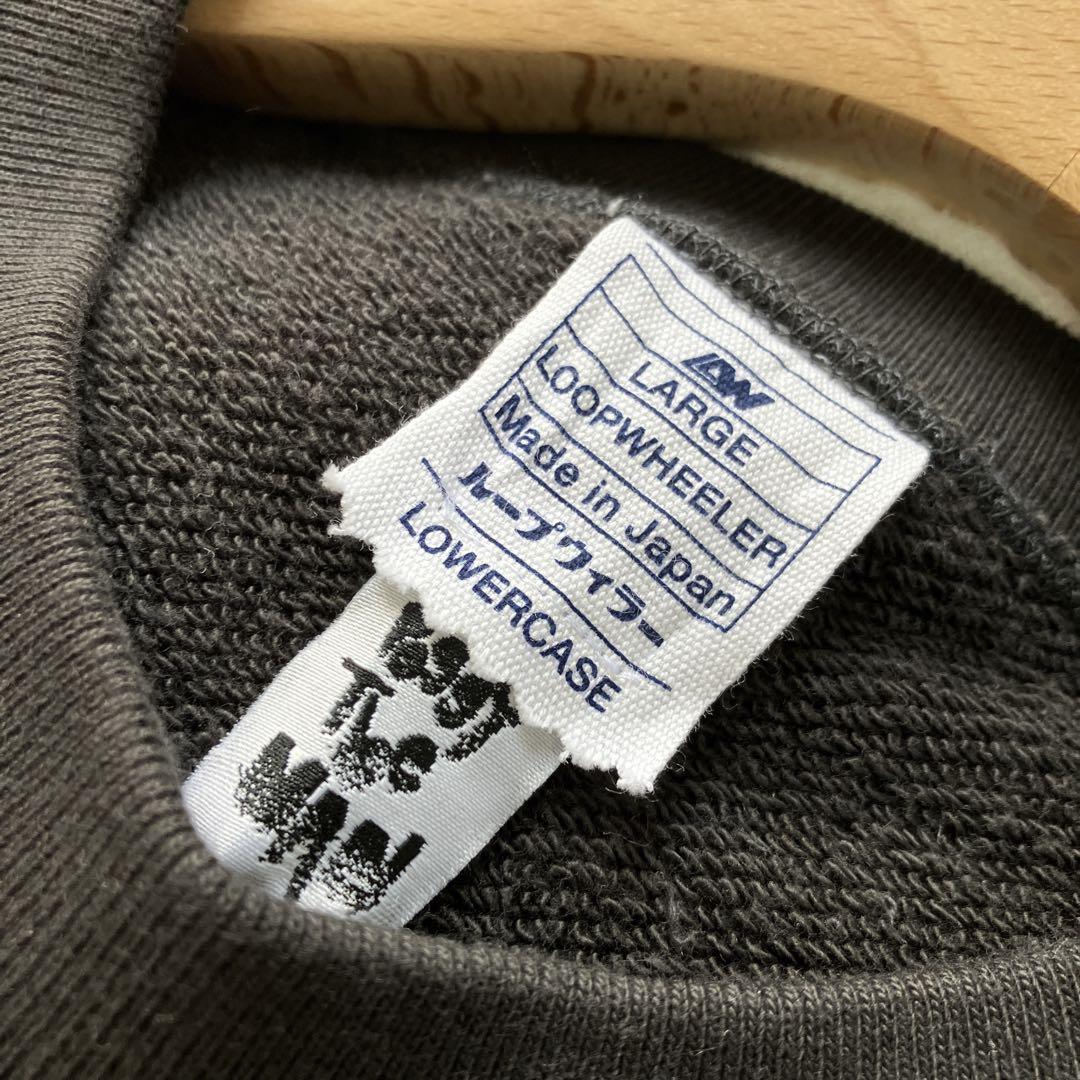 LW
LARGE
LOOPWHEELER
Made in Japan
ループウィラー
LOWERCASE